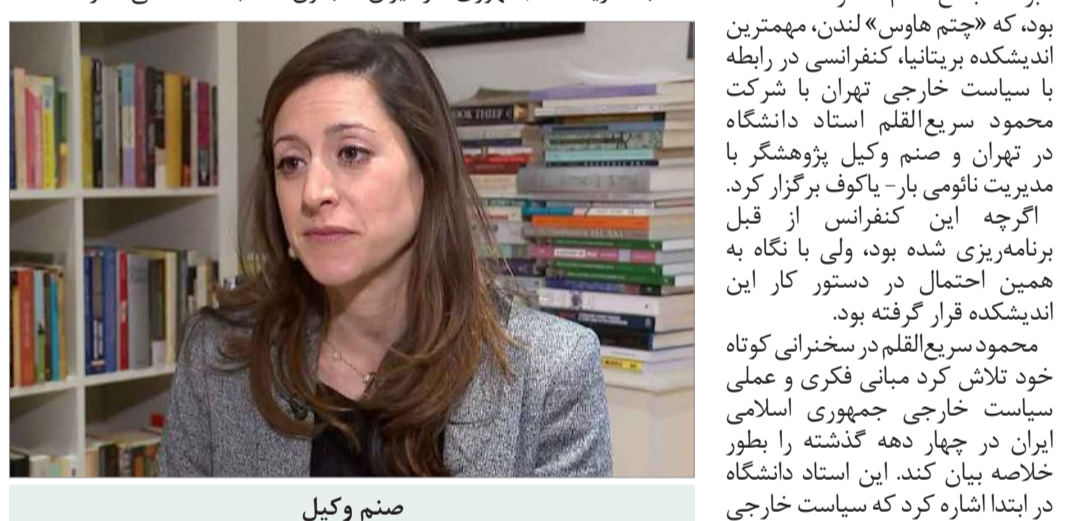 بود، که «چتم هاوس» لندن، مهمترین
اندیشکده بریتانیا، کنفرانسی در رابطه
با سیاست خارجی تهران با شرکت
محمود سریع‌القلم استاد دانشگاه
در تهران و صنم وکیل پژوهشگر با
مدیریت نائومی بار- یاکوف برگزار کرد.
اگرچه این کنفرانس از قبل
برنامه‌ریزی شده بود، ولی با نگاه به
همین احتمال در دستور کار این
اندیشکده قرار گرفته بود.
محمود سریع‌القلم در سخنرانی کوتاه
خود تلاش کرد مبانی فکری و عملی
سیاست خارجی جمهوری اسلامی
ایران در چهار دهه گذشته را بطور
خلاصه بیان کند. این استاد دانشگاه
در ابتدا اشاره کرد که سیاست خارجی
صنم وکیل